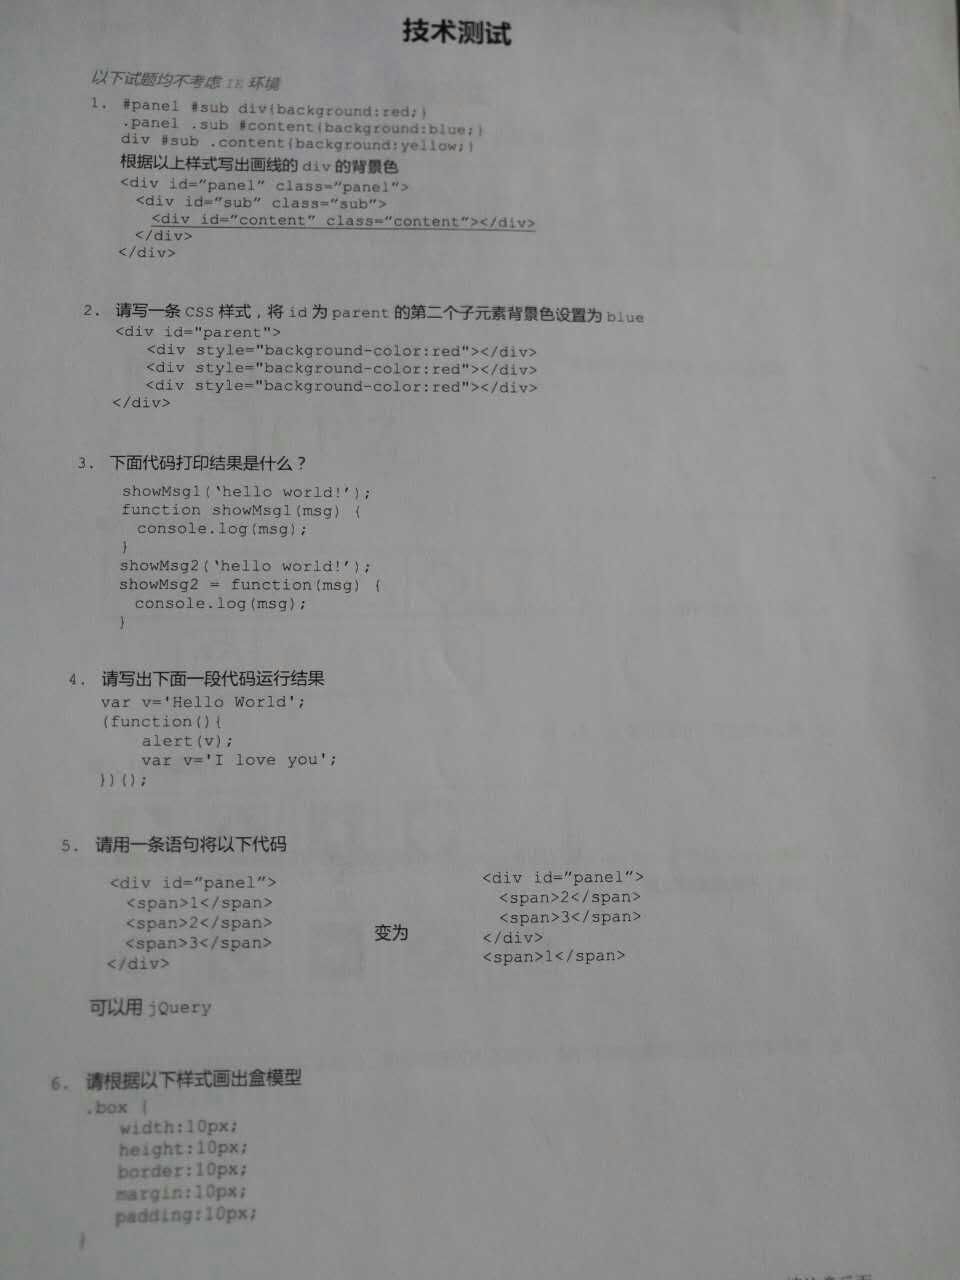 技术测试
以下试题均不考虑 IE 环境
1. #panel #sub div{background:red;}
.panel .sub #content{background:blue;}
div #sub .content{background:yellow;}
根据以上样式写出画线的 div 的背景色
<div id="panel" class="panel">
<div id="sub" class="sub">
<div id="content" class="content"></div>
</div>
</div>
2. 请写一条 CSS 样式，将 id 为 parent 的第二个子元素背景色设置为 blue
<div id="parent">
<div style="background-color:red"></div>
<div style="background-color:red"></div>
<div style="background-color:red"></div>
</div>
3. 下面代码打印结果是什么？
showMsg1(‘hello world!’);
function showMsg1(msg) {
console.log(msg);
}
showMsg2(‘hello world!’);
showMsg2 = function(msg) {
console.log(msg);
}
4. 请写出下面一段代码运行结果
var v='Hello World';
(function(){
alert(v);
var v='I love you';
})();
5. 请用一条语句将以下代码
<div id=”panel”>
<span>1</span>
<span>2</span>
<span>3</span>
</div>
变为
<div id=”panel”>
<span>2</span>
<span>3</span>
</div>
<span>1</span>
可以用 jQuery
6. 请根据以下样式画出盒模型
.box {
width:10px;
height:10px;
border:10px;
margin:10px;
padding:10px;
}